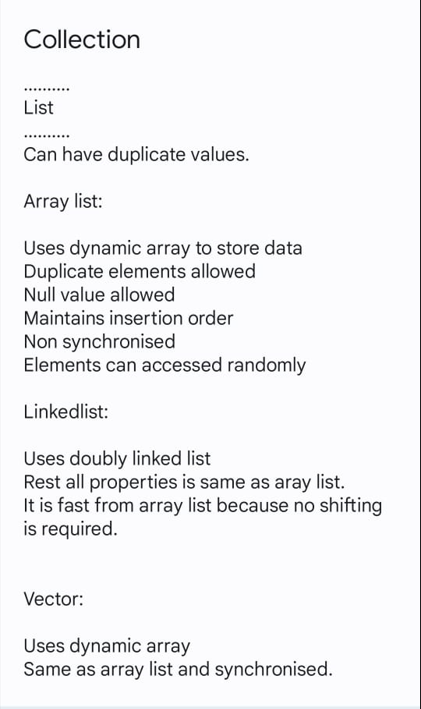 Collection
..........
List
..........
Can have duplicate values.
Array list:
Uses dynamic array to store data
Duplicate elements allowed
Null value allowed
Maintains insertion order
Non synchronised
Elements can accessed randomly
Linkedlist:
Uses doubly linked list
Rest all properties is same as aray list.
It is fast from array list because no shifting
is required.
Vector:
Uses dynamic array
Same as array list and synchronised.